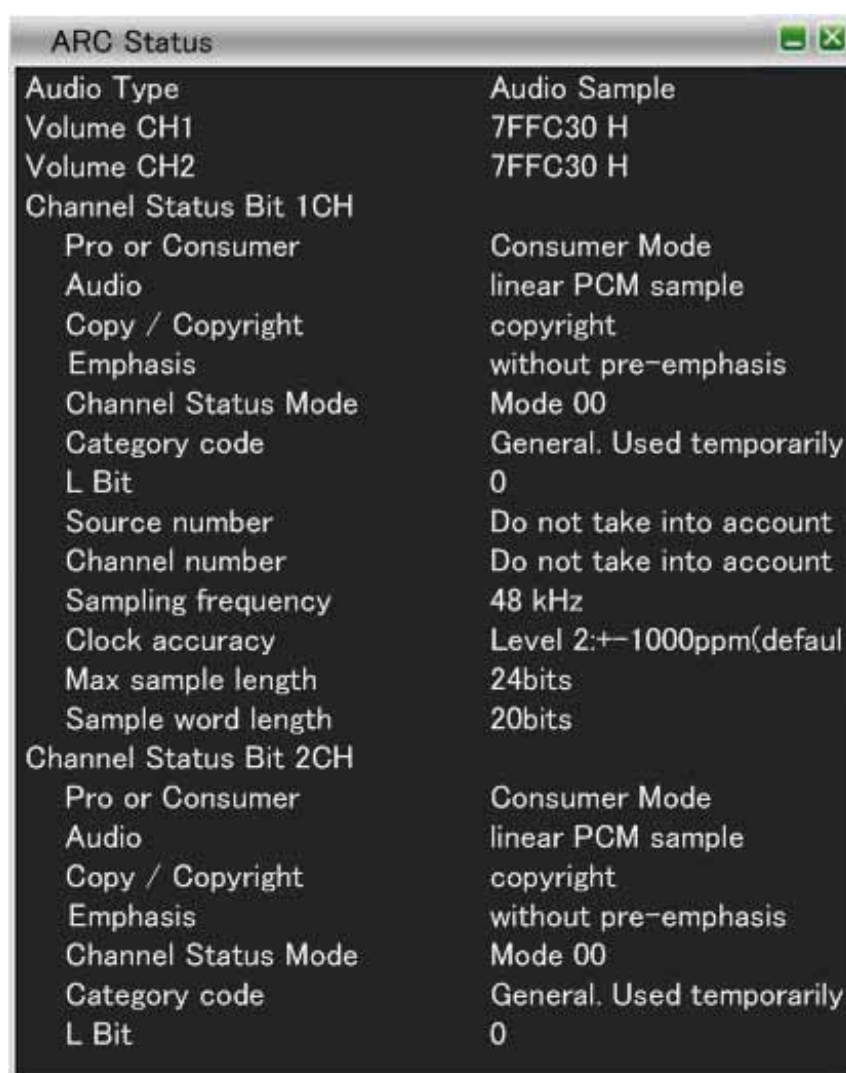 ARC Status
Audio Type Audio Sample
Volume CH1 7FFC30 H
Volume CH2 7FFC30 H
Channel Status Bit 1CH
Pro or Consumer Consumer Mode
Audio linear PCM sample
Copy / Copyright copyright
Emphasis without pre-emphasis
Channel Status Mode Mode 00
Category code General. Used temporarily
L Bit 0
Source number Do not take into account
Channel number Do not take into account
Sampling frequency 48 kHz
Clock accuracy Level 2:+-1000ppm(defaul
Max sample length 24bits
Sample word length 20bits
Channel Status Bit 2CH
Pro or Consumer Consumer Mode
Audio linear PCM sample
Copy / Copyright copyright
Emphasis without pre-emphasis
Channel Status Mode Mode 00
Category code General. Used temporarily
L Bit 0